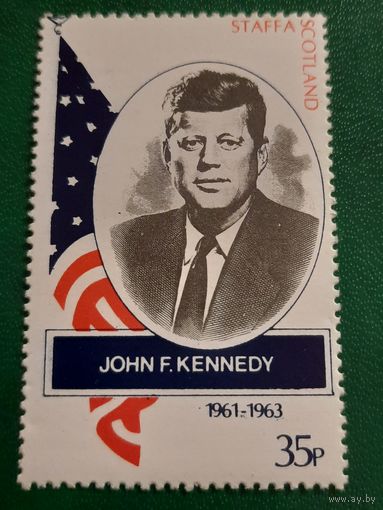 STAFFA
SCOTLAND
JOHN F. KENNEDY
1961-1963
35P
www.ay.by